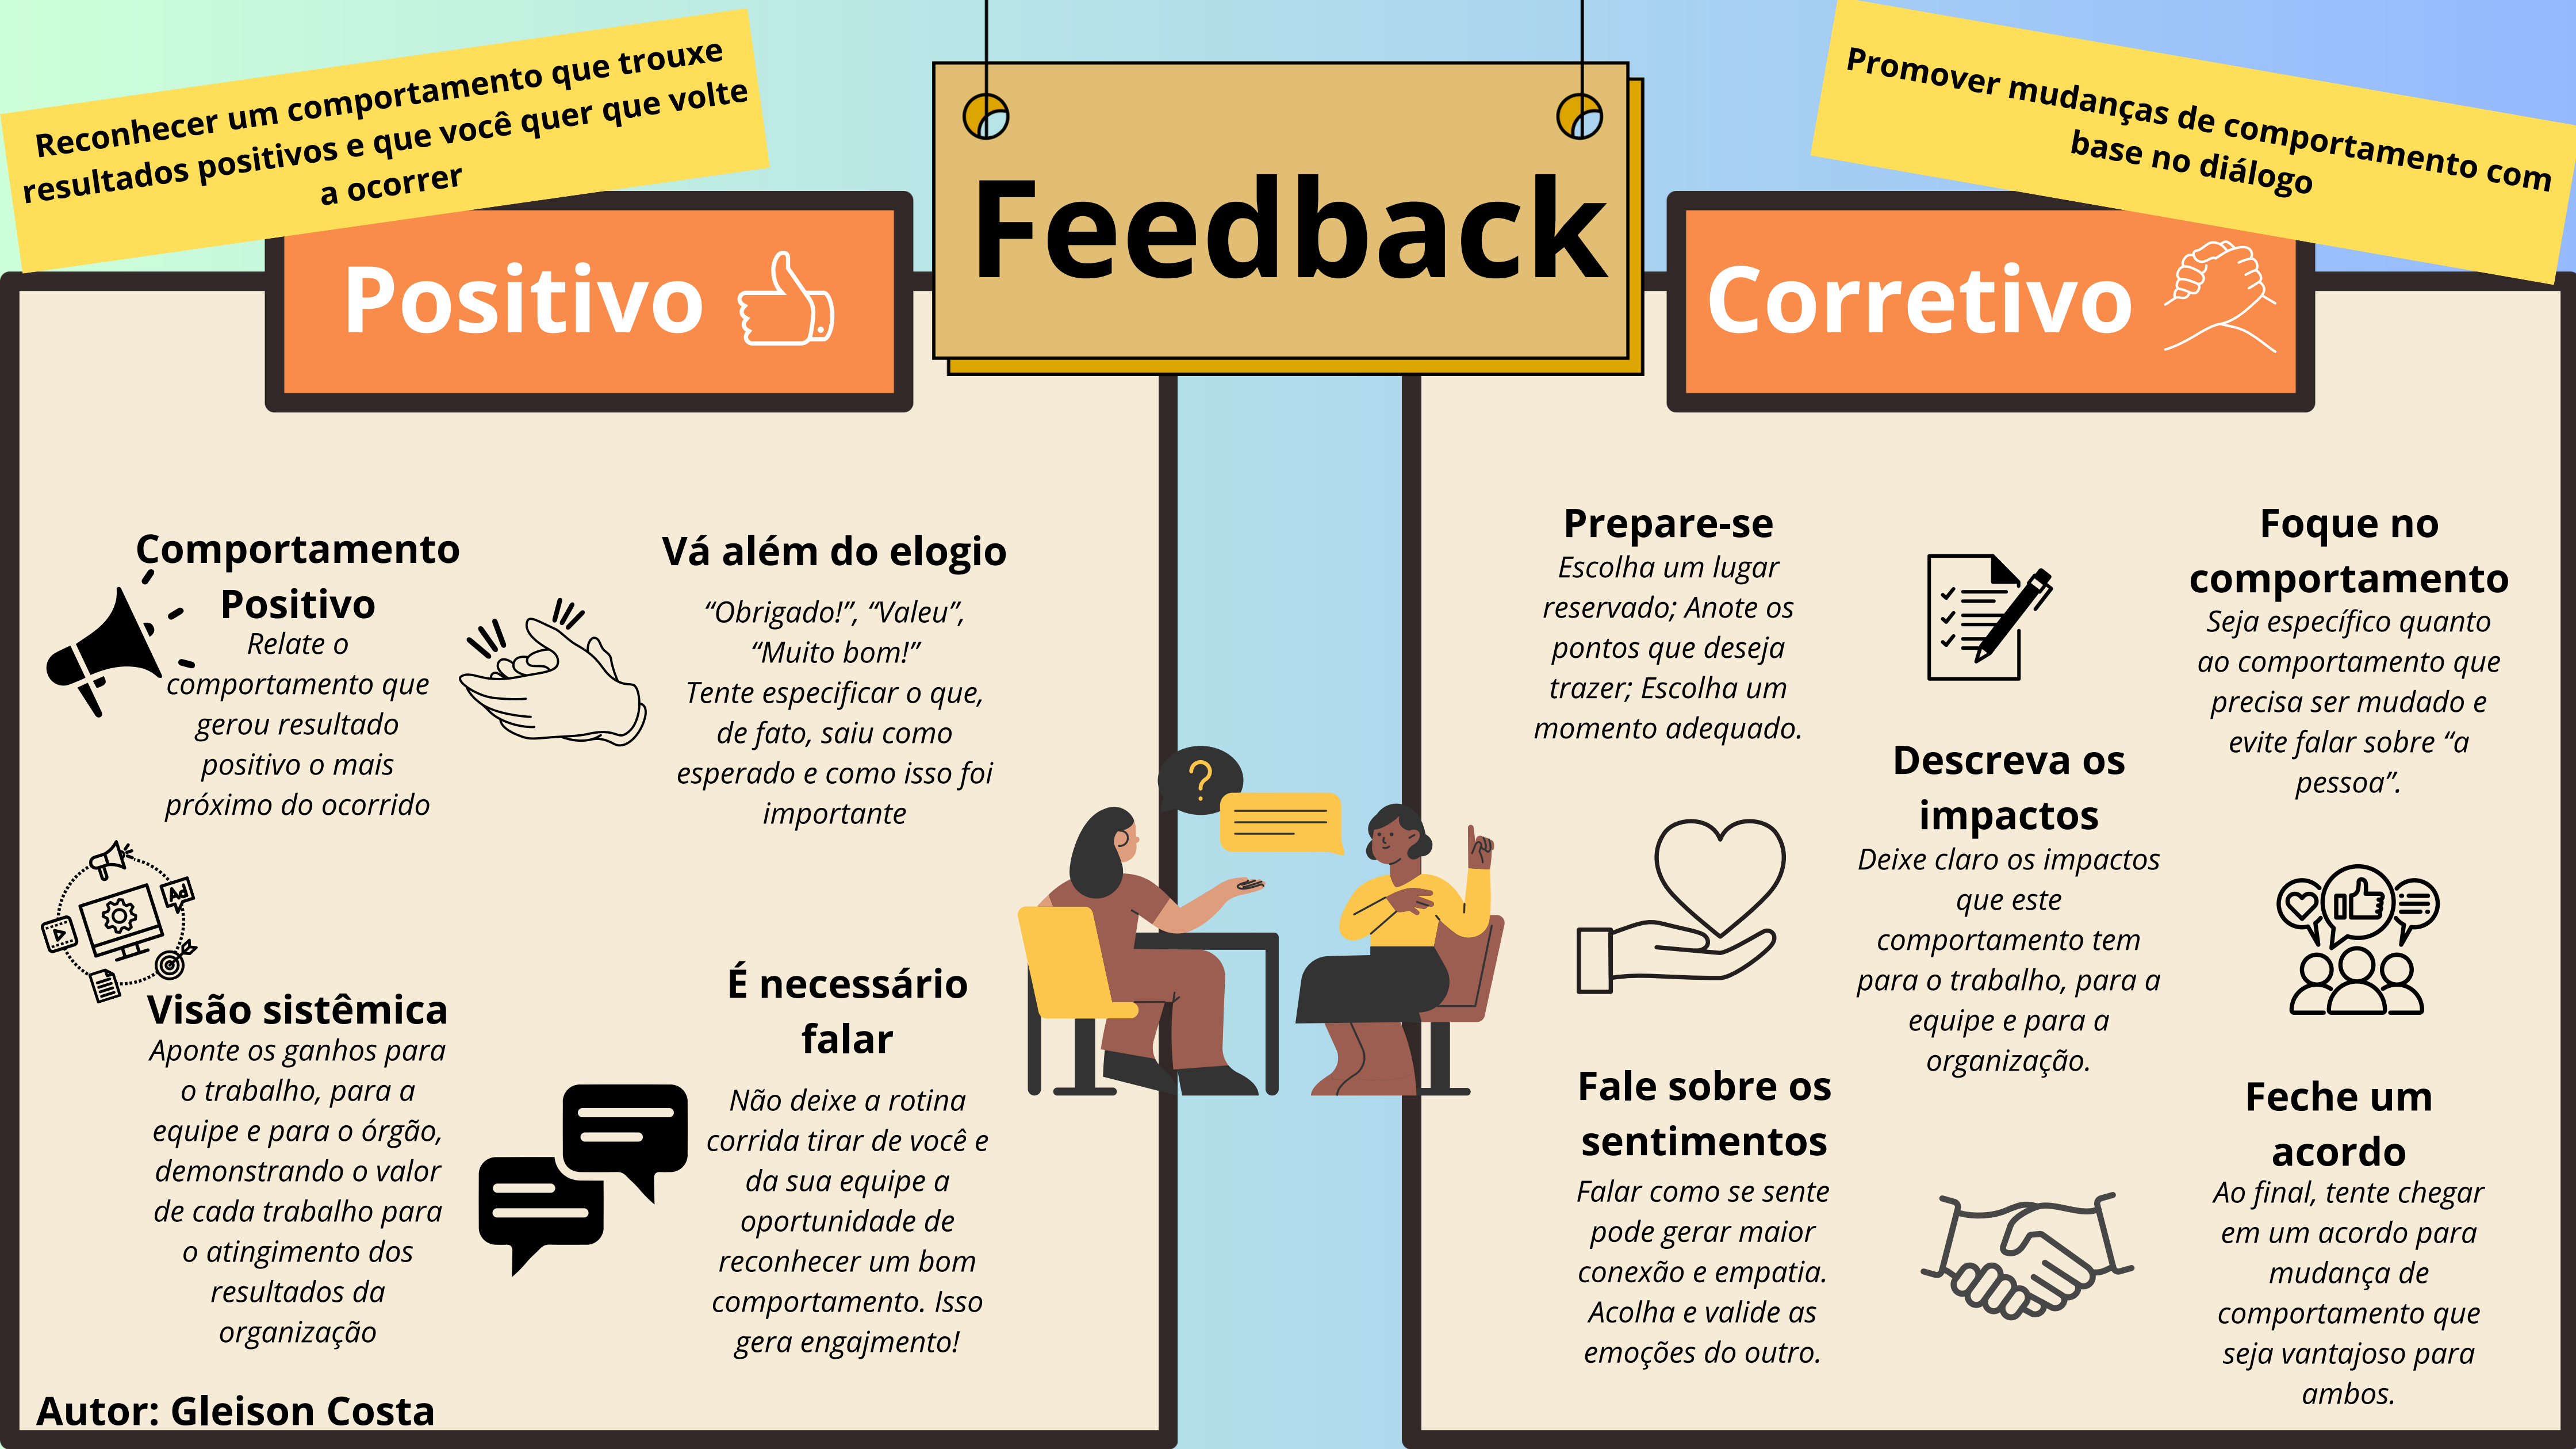 Reconhecer um comportamento que trouxe
resultados positivos e que você quer que volte
a ocorrer
Feedback
Promover mudanças de comportamento com
base no diálogo
Positivo
Comportamento
Positivo
Relate o
comportamento que
gerou resultado
positivo o mais
próximo do ocorrido
Vá além do elogio
“Obrigado!”, “Valeu”,
“Muito bom!”
Tente especificar o que,
de fato, saiu como
esperado e como isso foi
importante
Ad
Visão sistêmica
Aponte os ganhos para
o trabalho, para a
equipe e para o órgão,
demonstrando o valor
de cada trabalho para
o atingimento dos
resultados da
organização
É necessário
falar
Não deixe a rotina
corrida tirar de você e
da sua equipe a
oportunidade de
reconhecer um bom
comportamento. Isso
gera engajmento!
Autor: Gleison Costa
?
Corretivo
Prepare-se
Escolha um lugar
reservado; Anote os
pontos que deseja
trazer; Escolha um
momento adequado.
Foque no
comportamento
Seja específico quanto
ao comportamento que
precisa ser mudado e
evite falar sobre “a
pessoa”.
Descreva os
impactos
Deixe claro os impactos
que este
comportamento tem
para o trabalho, para a
equipe e para a
organização.
Fale sobre os
sentimentos
Falar como se sente
pode gerar maior
conexão e empatia.
Acolha e valide as
emoções do outro.
Feche um
acordo
Ao final, tente chegar
em um acordo para
mudança de
comportamento que
seja vantajoso para
ambos.